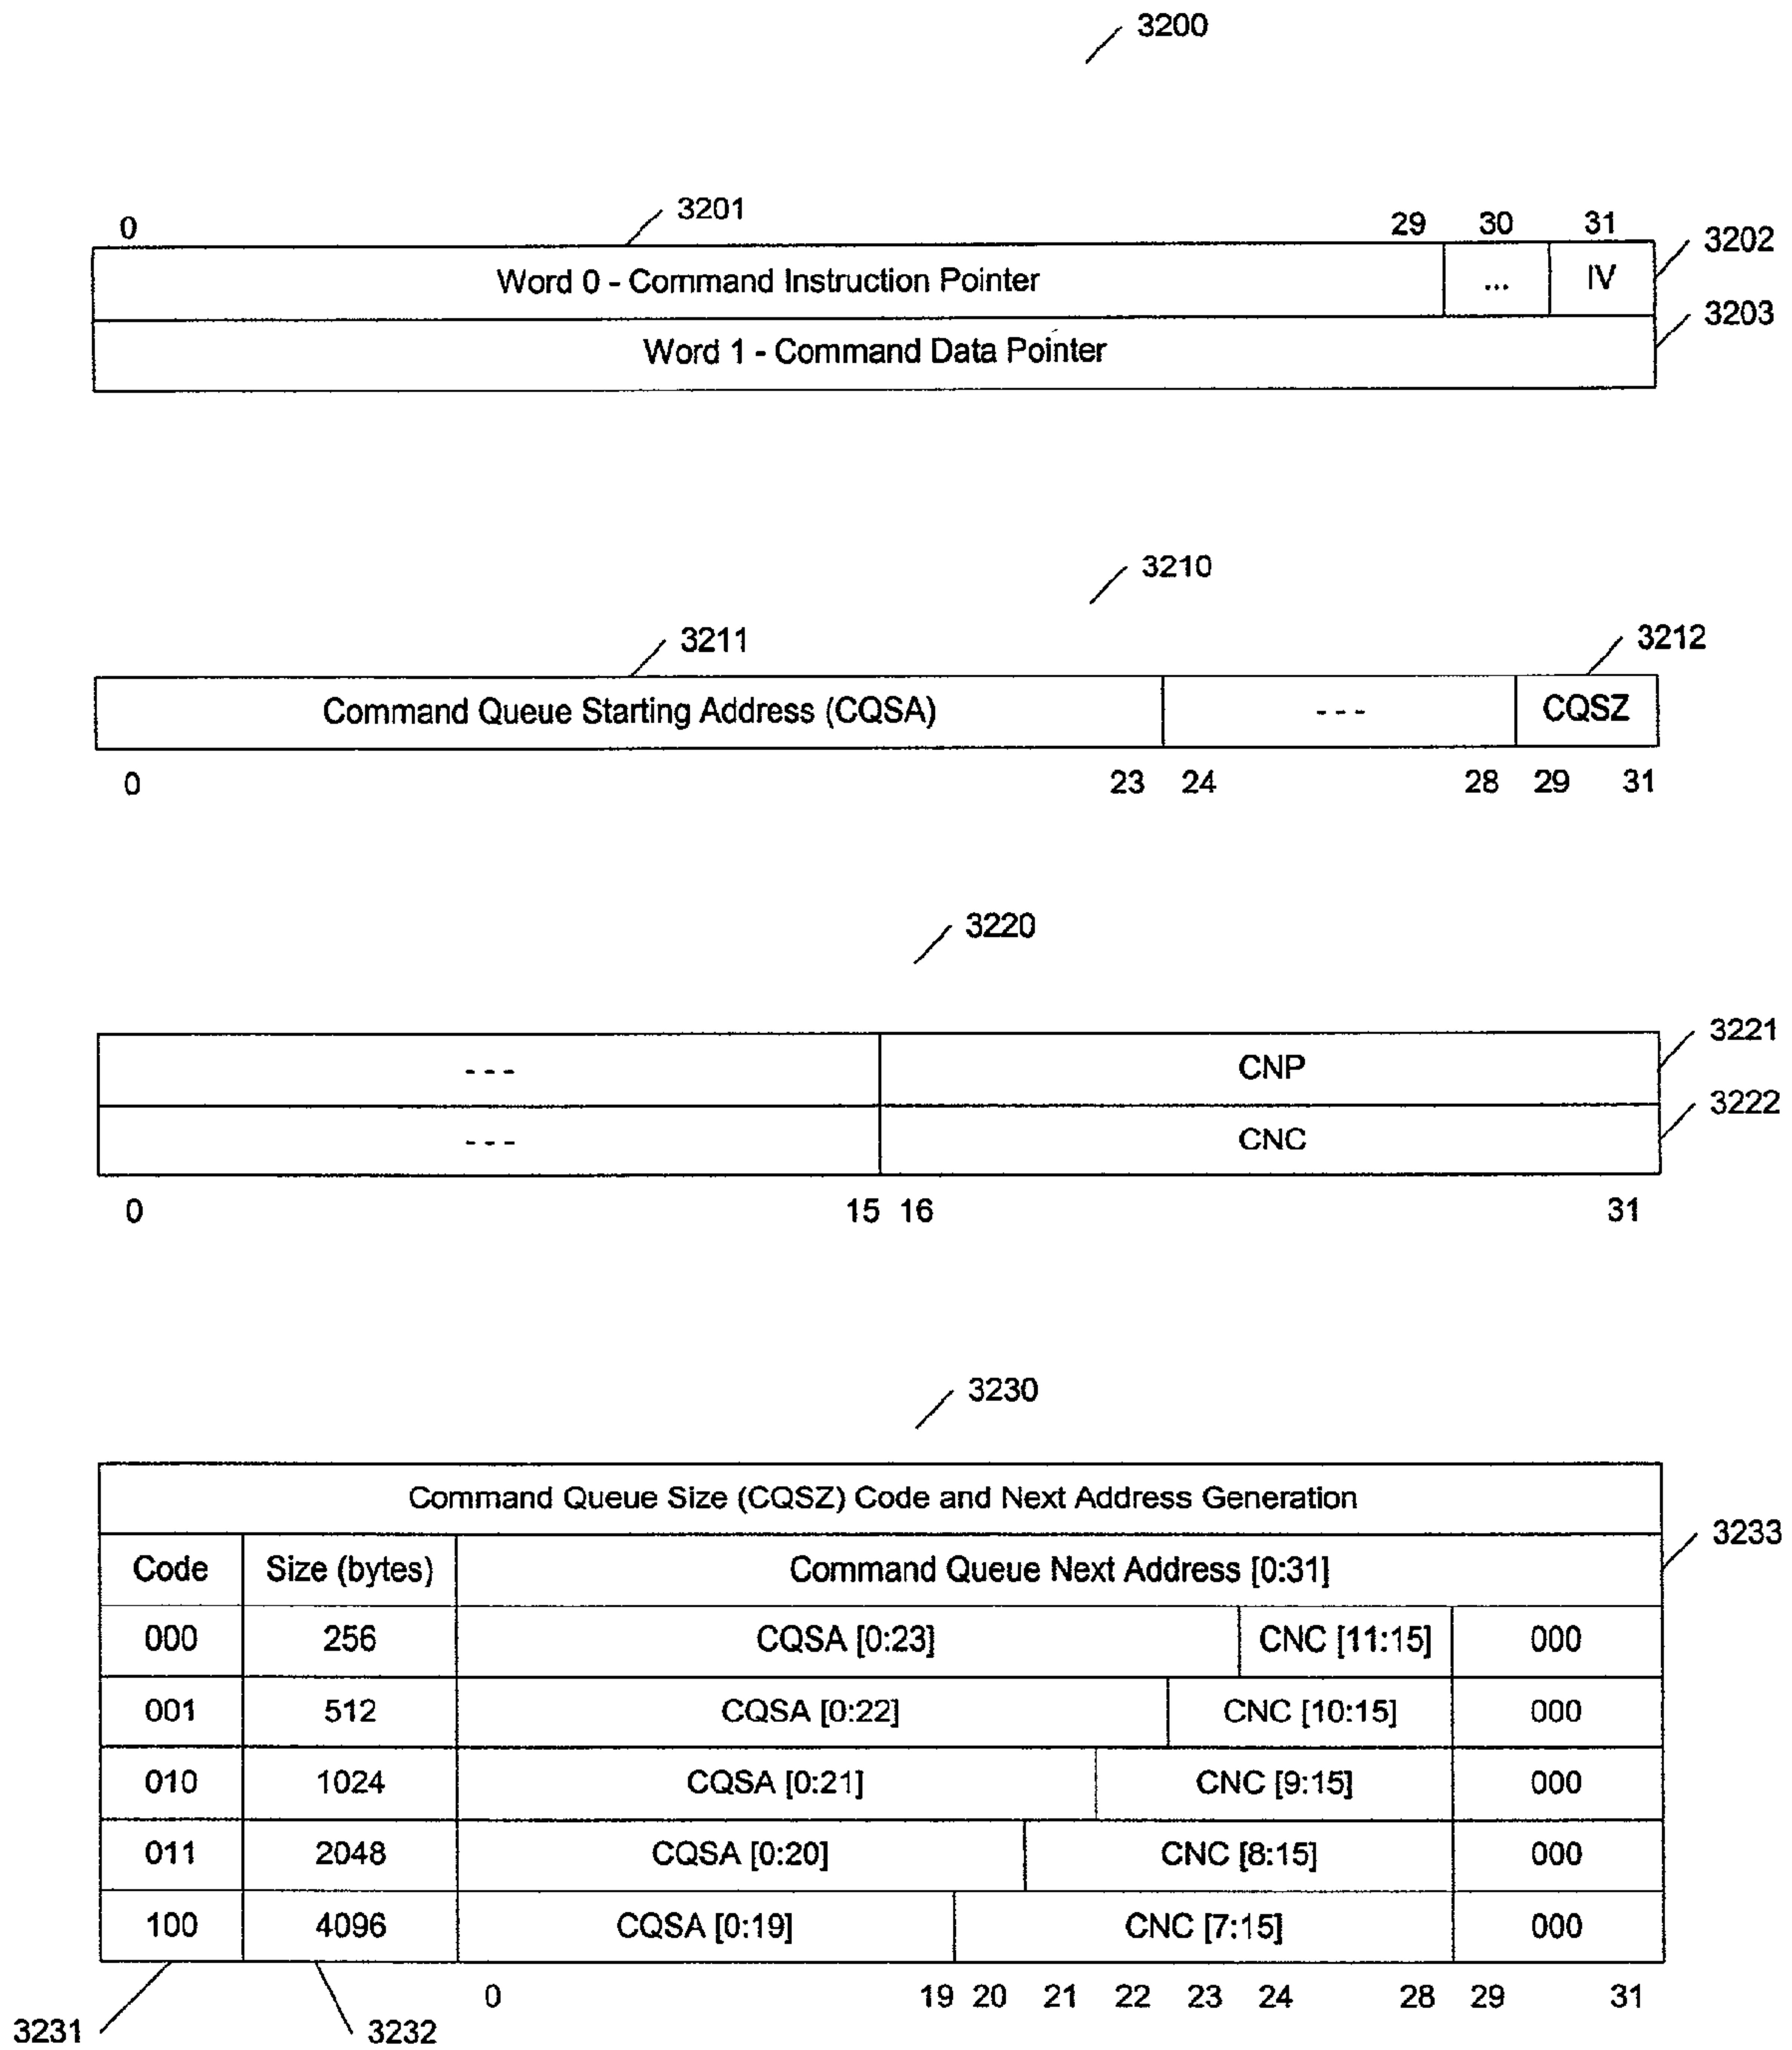 3200
3201
0 29 30 31
3202
Word 0 - Command Instruction Pointer ... IV
3203
Word 1 - Command Data Pointer
3210
3211
3212
Command Queue Starting Address (CQSA) --- CQSZ
0 23 24 28 29 31
3220
3221
--- CNP
3222
--- CNC
0 15 16 31
3230
Command Queue Size (CQSZ) Code and Next Address Generation
3233
Code Size (bytes) Command Queue Next Address [0:31]
000 256 CQSA [0:23] CNC [11:15] 000
001 512 CQSA [0:22] CNC [10:15] 000
010 1024 CQSA [0:21] CNC [9:15] 000
011 2048 CQSA [0:20] CNC [8:15] 000
100 4096 CQSA [0:19] CNC [7:15] 000
0 19 20 21 22 23 24 28 29 31
3231 3232